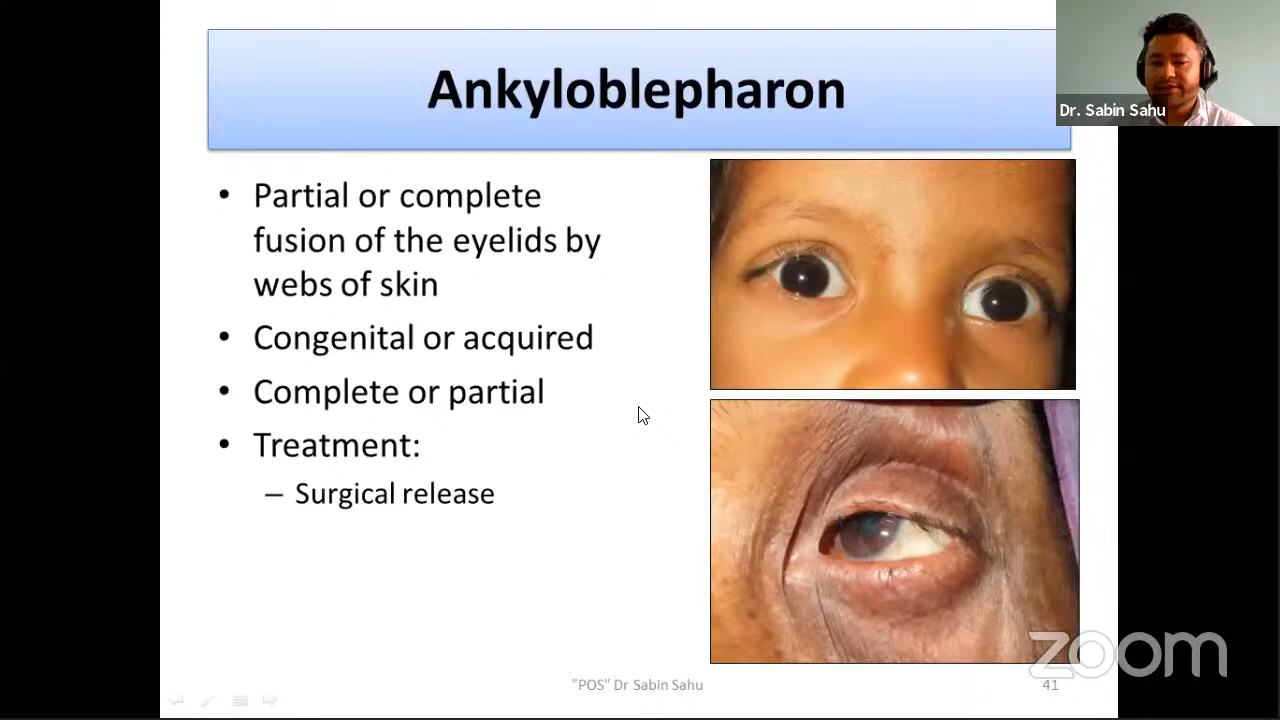 Ankyloblepharon
Dr. Sabin Sahu
• Partial or complete
fusion of the eyelids by
webs of skin
• Congenital or acquired
• Complete or partial
• Treatment:
– Surgical release
zoom
"POS" Dr Sabin Sahu
41